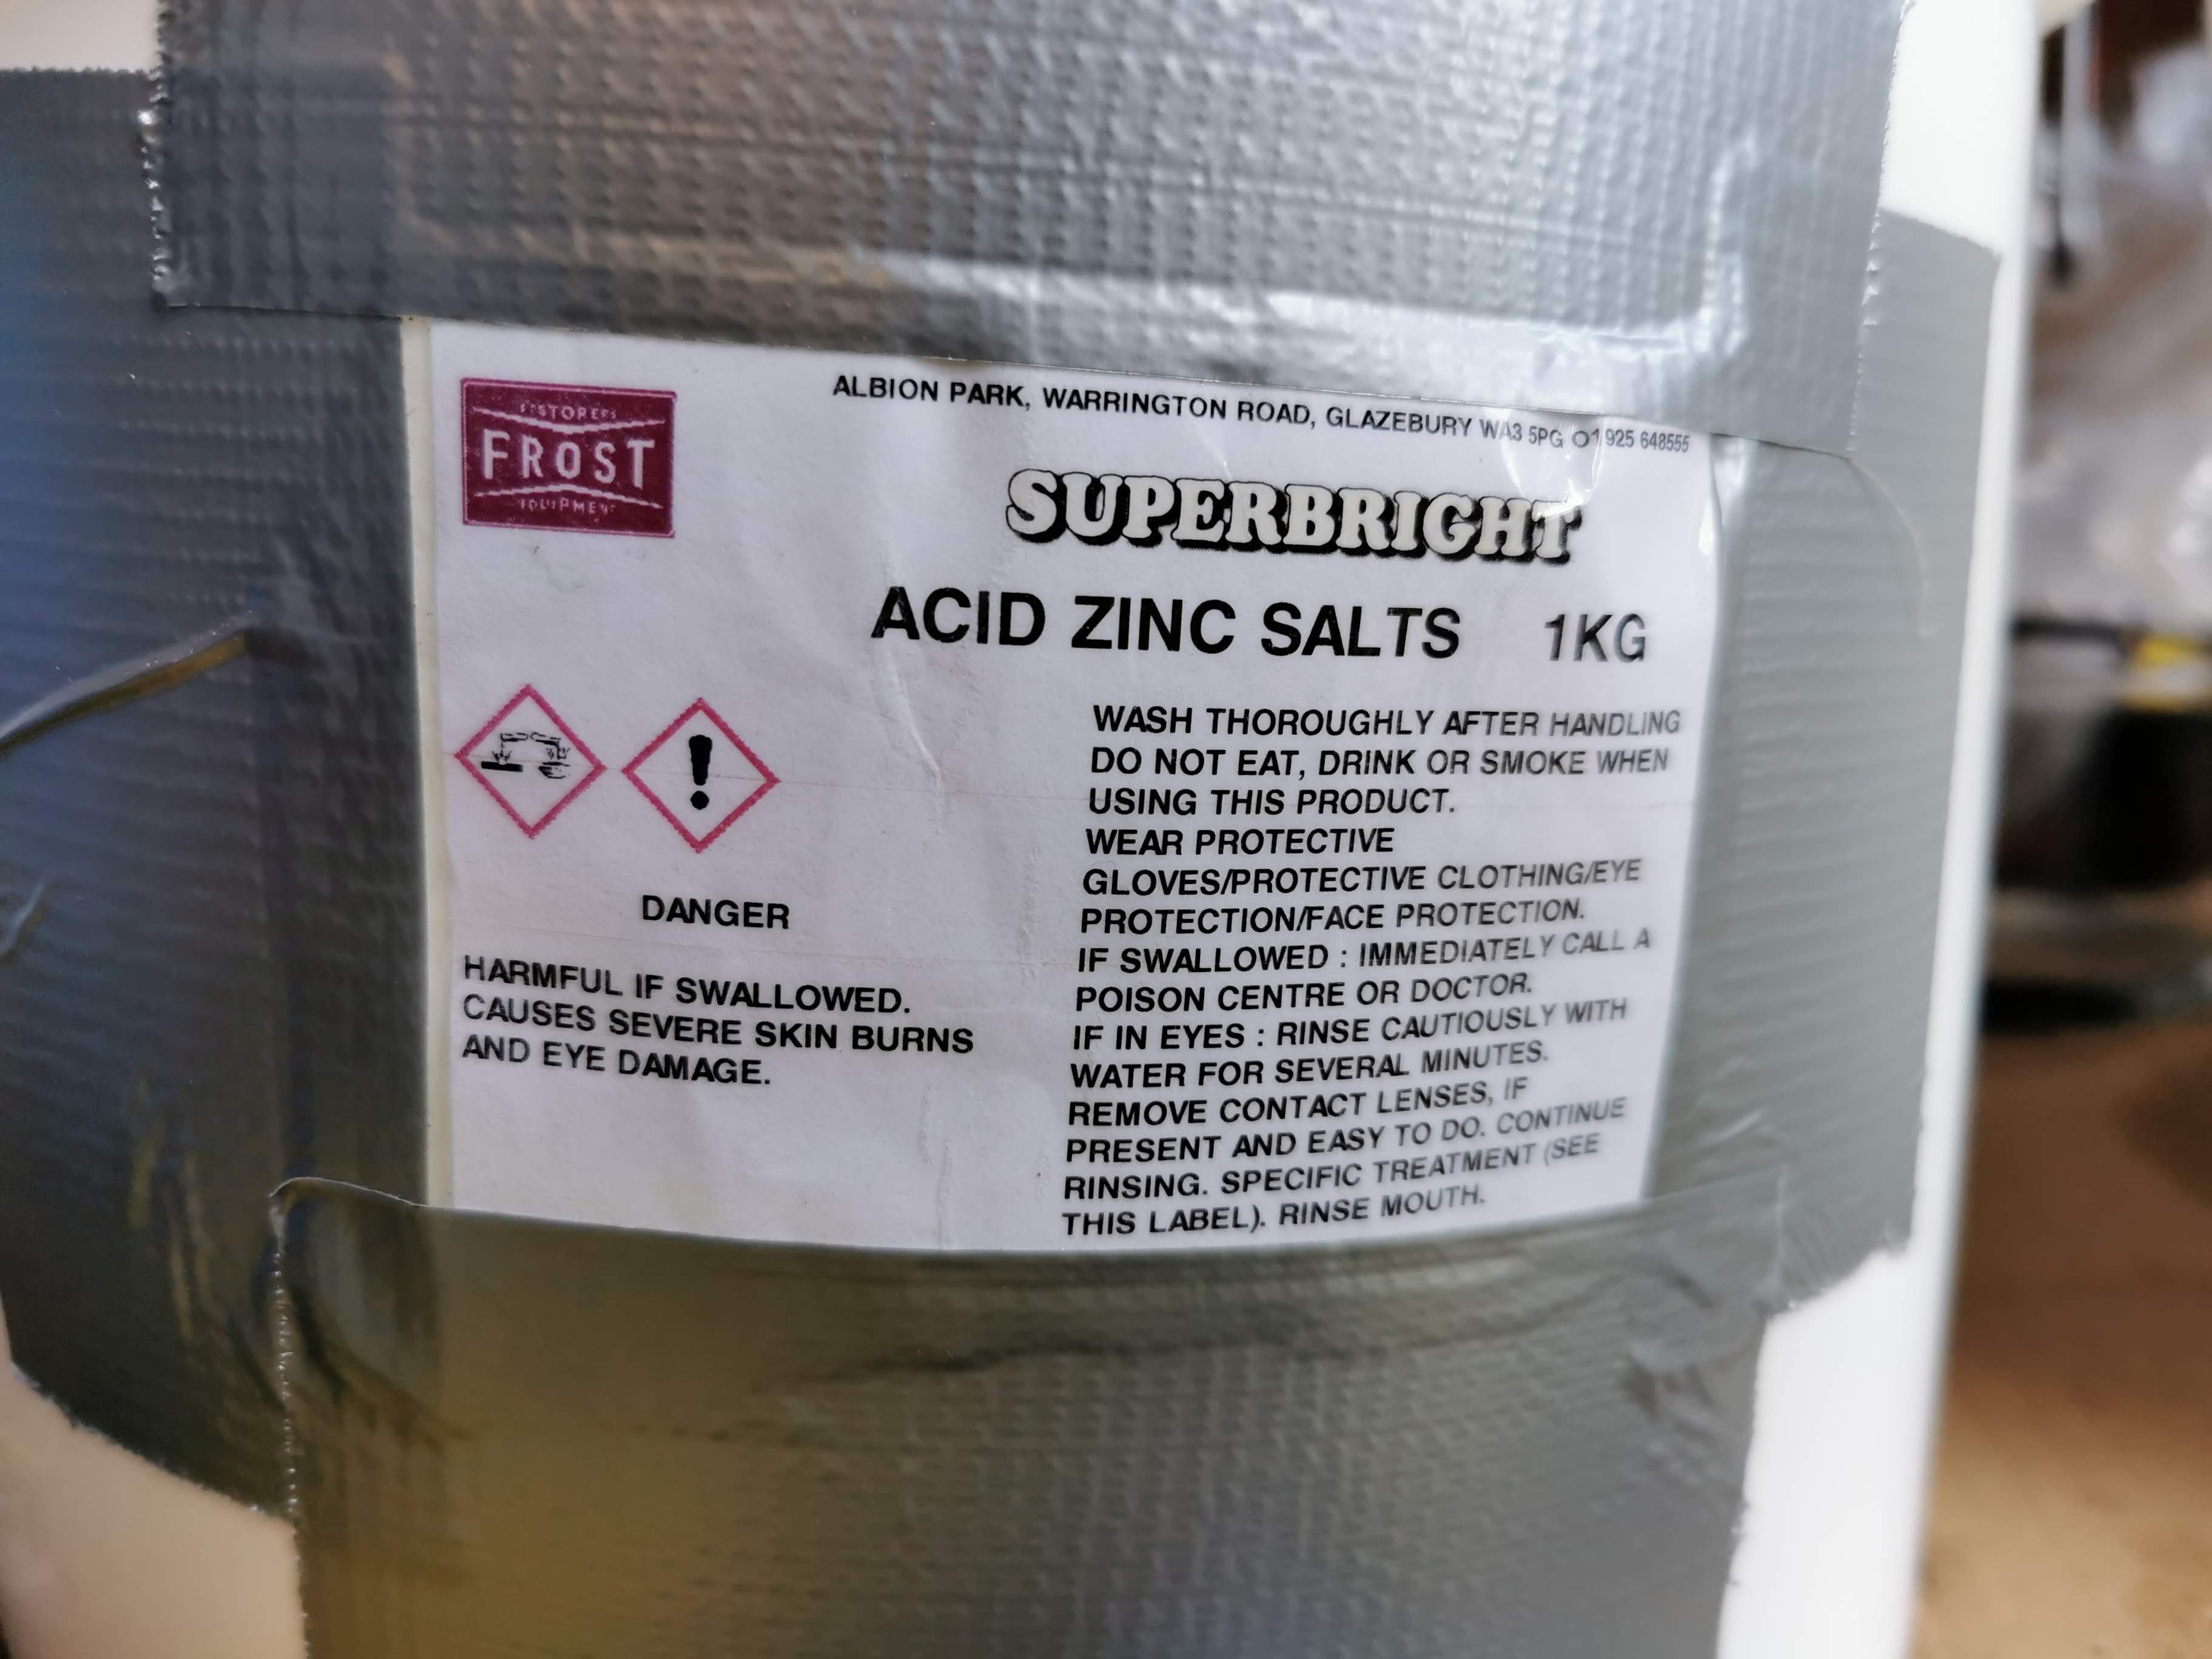 ALBION PARK, WARRINGTON ROAD, GLAZEBURY WA3 5PG 01925 648555
FROST
EQUIPMENT
SUPERBRIGHT
ACID ZINC SALTS 1KG
DANGER
HARMFUL IF SWALLOWED.
CAUSES SEVERE SKIN BURNS
AND EYE DAMAGE.
WASH THOROUGHLY AFTER HANDLING
DO NOT EAT, DRINK OR SMOKE WHEN
USING THIS PRODUCT.
WEAR PROTECTIVE
GLOVES/PROTECTIVE CLOTHING/EYE
PROTECTION/FACE PROTECTION.
IF SWALLOWED : IMMEDIATELY CALL A
POISON CENTRE OR DOCTOR.
IF IN EYES : RINSE CAUTIOUSLY WITH
WATER FOR SEVERAL MINUTES.
REMOVE CONTACT LENSES, IF
PRESENT AND EASY TO DO. CONTINUE
RINSING. SPECIFIC TREATMENT (SEE
THIS LABEL). RINSE MOUTH.